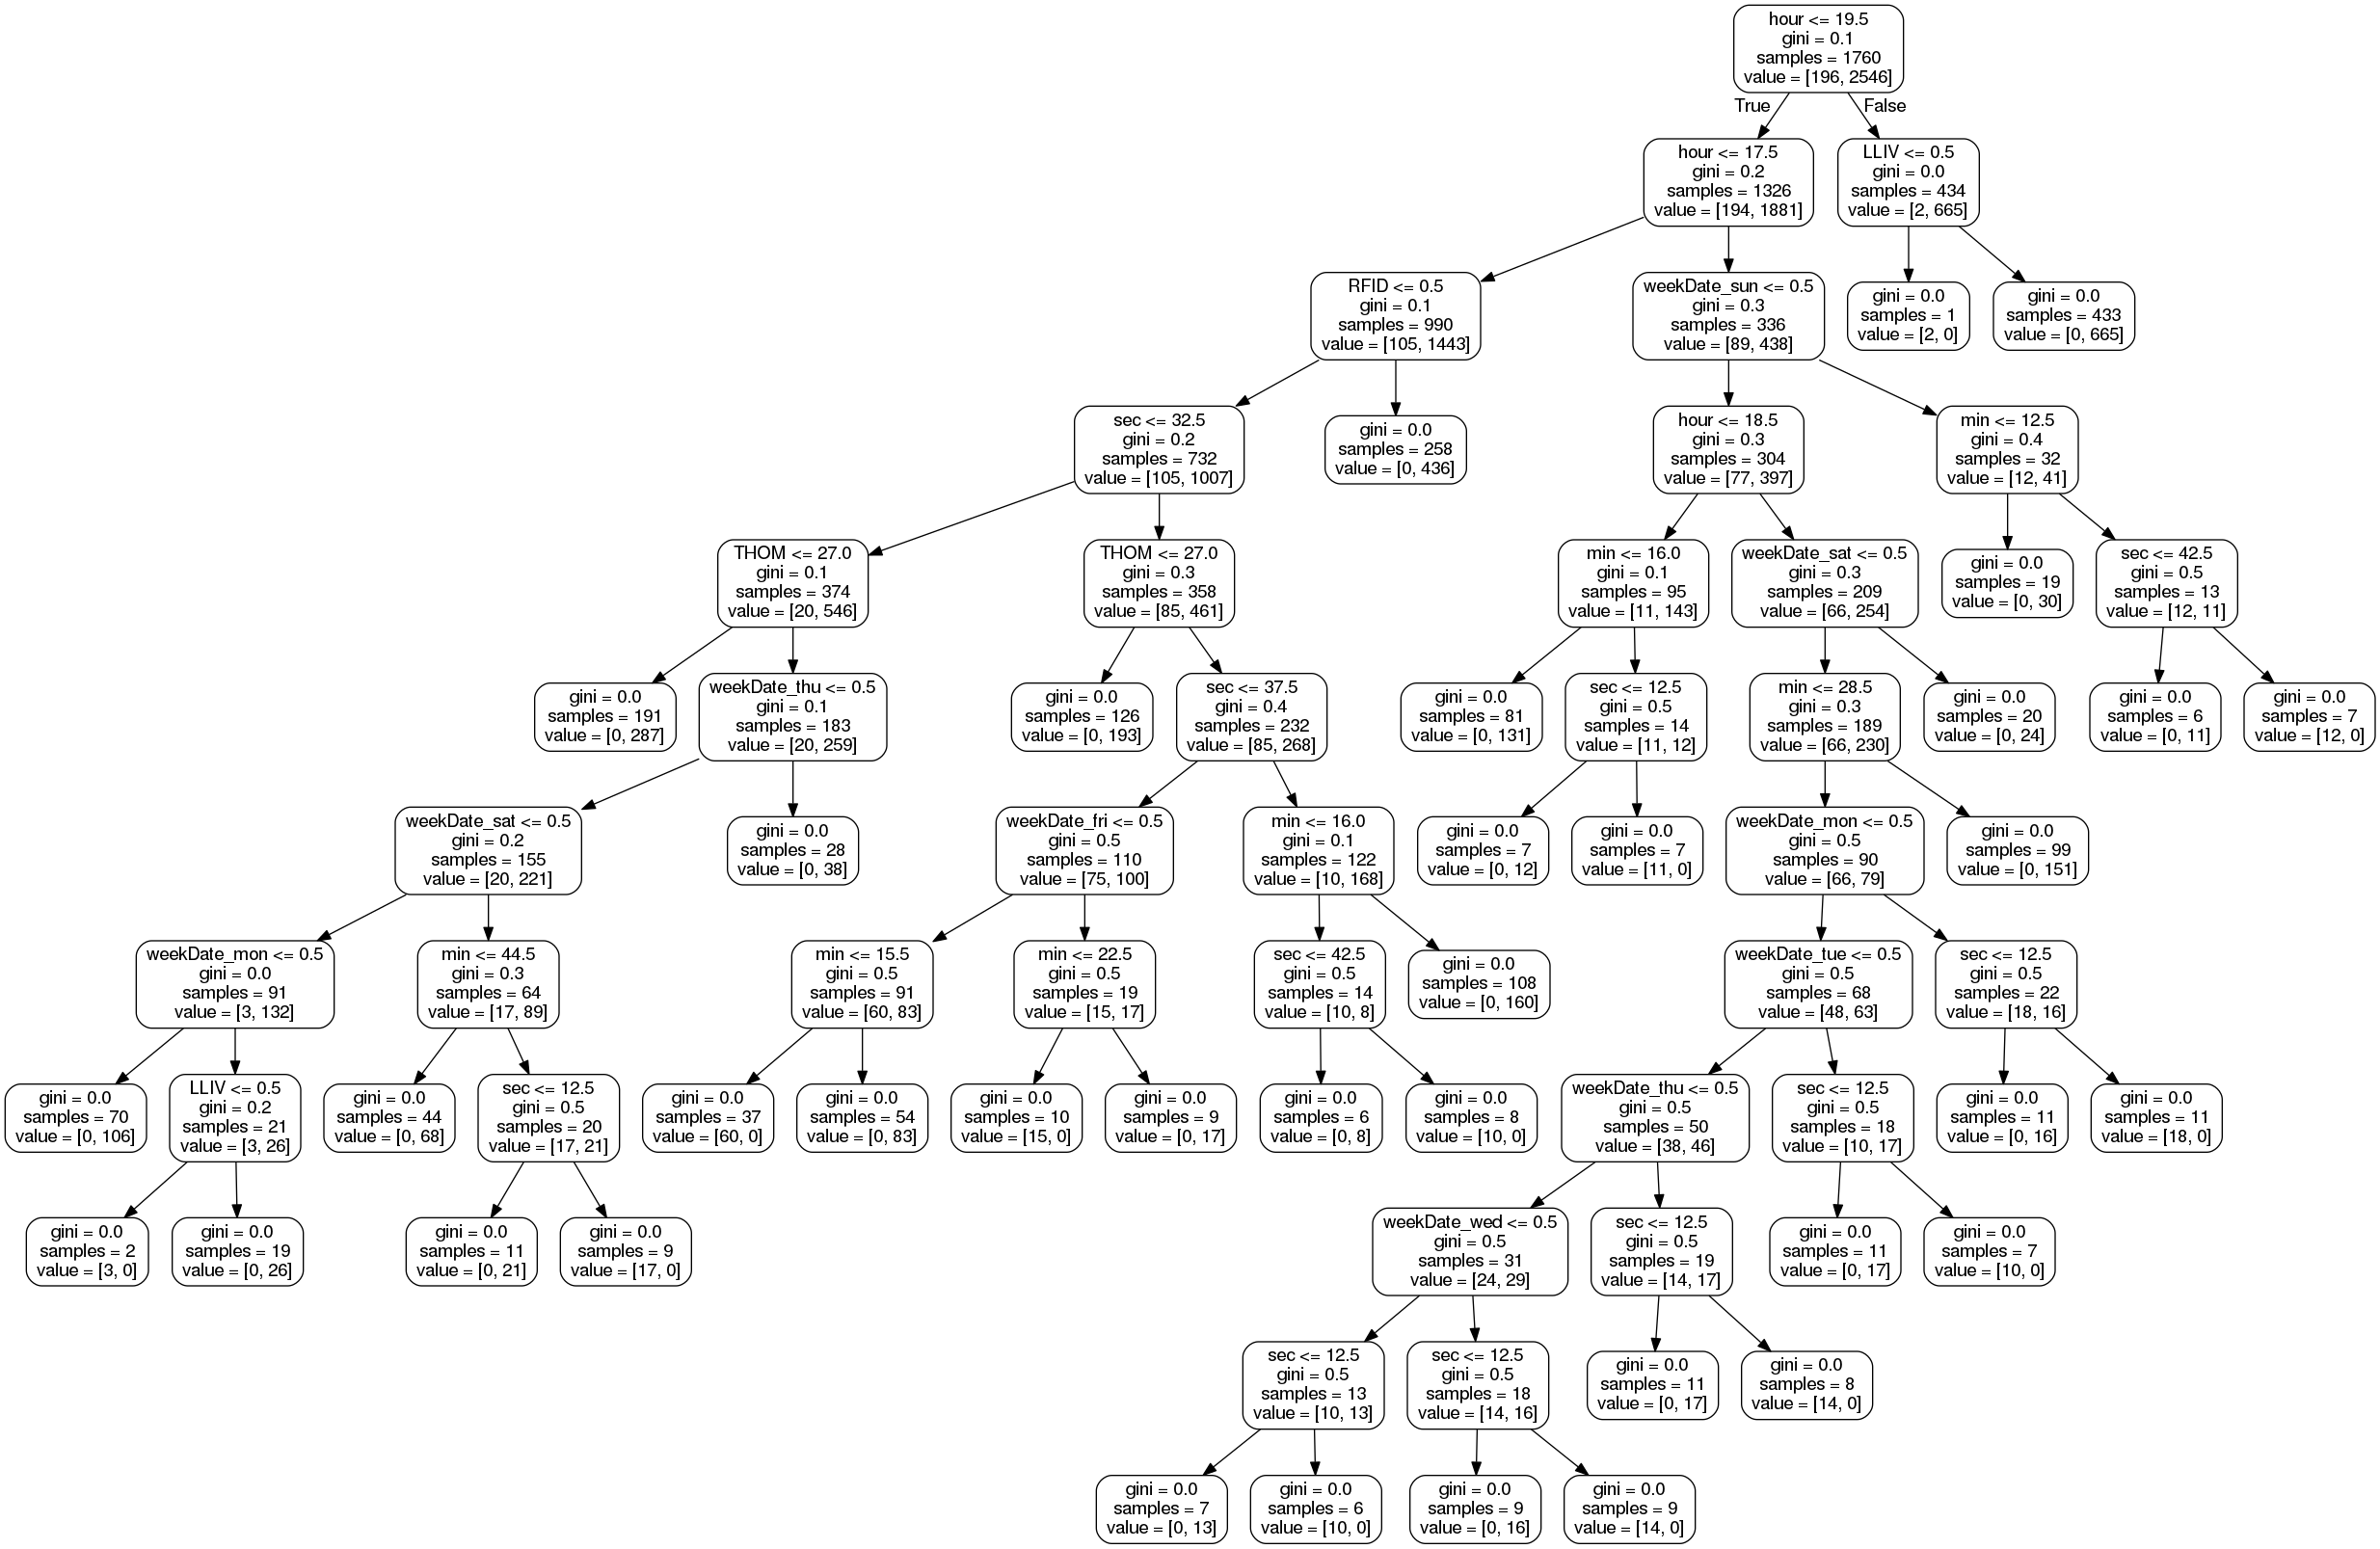 hour <= 19.5
gini = 0.1
samples = 1760
value = [196, 2546]
True
False
hour <= 17.5
gini = 0.2
samples = 1326
value = [194, 1881]
LLIV <= 0.5
gini = 0.0
samples = 434
value = [2, 665]
RFID <= 0.5
gini = 0.1
samples = 990
value = [105, 1443]
weekDate_sun <= 0.5
gini = 0.3
samples = 336
value = [89, 438]
gini = 0.0
samples = 1
value = [2, 0]
gini = 0.0
samples = 433
value = [0, 665]
sec <= 32.5
gini = 0.2
samples = 732
value = [105, 1007]
gini = 0.0
samples = 258
value = [0, 436]
hour <= 18.5
gini = 0.3
samples = 304
value = [77, 397]
min <= 12.5
gini = 0.4
samples = 32
value = [12, 41]
THOM <= 27.0
gini = 0.1
samples = 374
value = [20, 546]
THOM <= 27.0
gini = 0.3
samples = 358
value = [85, 461]
min <= 16.0
gini = 0.1
samples = 95
value = [11, 143]
weekDate_sat <= 0.5
gini = 0.3
samples = 209
value = [66, 254]
gini = 0.0
samples = 19
value = [0, 30]
sec <= 42.5
gini = 0.5
samples = 13
value = [12, 11]
gini = 0.0
samples = 191
value = [0, 287]
weekDate_thu <= 0.5
gini = 0.1
samples = 183
value = [20, 259]
gini = 0.0
samples = 126
value = [0, 193]
sec <= 37.5
gini = 0.4
samples = 232
value = [85, 268]
gini = 0.0
samples = 81
value = [0, 131]
sec <= 12.5
gini = 0.5
samples = 14
value = [11, 12]
min <= 28.5
gini = 0.3
samples = 189
value = [66, 230]
gini = 0.0
samples = 20
value = [0, 24]
gini = 0.0
samples = 6
value = [0, 11]
gini = 0.0
samples = 7
value = [12, 0]
weekDate_sat <= 0.5
gini = 0.2
samples = 155
value = [20, 221]
gini = 0.0
samples = 28
value = [0, 38]
weekDate_fri <= 0.5
gini = 0.5
samples = 110
value = [75, 100]
min <= 16.0
gini = 0.1
samples = 122
value = [10, 168]
gini = 0.0
samples = 7
value = [0, 12]
gini = 0.0
samples = 7
value = [11, 0]
weekDate_mon <= 0.5
gini = 0.5
samples = 90
value = [66, 79]
gini = 0.0
samples = 99
value = [0, 151]
weekDate_mon <= 0.5
gini = 0.0
samples = 91
value = [3, 132]
min <= 44.5
gini = 0.3
samples = 64
value = [17, 89]
min <= 15.5
gini = 0.5
samples = 91
value = [60, 83]
min <= 22.5
gini = 0.5
samples = 19
value = [15, 17]
sec <= 42.5
gini = 0.5
samples = 14
value = [10, 8]
gini = 0.0
samples = 108
value = [0, 160]
weekDate_tue <= 0.5
gini = 0.5
samples = 68
value = [48, 63]
sec <= 12.5
gini = 0.5
samples = 22
value = [18, 16]
gini = 0.0
samples = 70
value = [0, 106]
LLIV <= 0.5
gini = 0.2
samples = 21
value = [3, 26]
gini = 0.0
samples = 44
value = [0, 68]
sec <= 12.5
gini = 0.5
samples = 20
value = [17, 21]
gini = 0.0
samples = 37
value = [60, 0]
gini = 0.0
samples = 54
value = [0, 83]
gini = 0.0
samples = 10
value = [15, 0]
gini = 0.0
samples = 9
value = [0, 17]
gini = 0.0
samples = 6
value = [0, 8]
gini = 0.0
samples = 8
value = [10, 0]
weekDate_thu <= 0.5
gini = 0.5
samples = 50
value = [38, 46]
sec <= 12.5
gini = 0.5
samples = 18
value = [10, 17]
gini = 0.0
samples = 11
value = [0, 16]
gini = 0.0
samples = 11
value = [18, 0]
gini = 0.0
samples = 2
value = [3, 0]
gini = 0.0
samples = 19
value = [0, 26]
gini = 0.0
samples = 11
value = [0, 21]
gini = 0.0
samples = 9
value = [17, 0]
weekDate_wed <= 0.5
gini = 0.5
samples = 31
value = [24, 29]
sec <= 12.5
gini = 0.5
samples = 19
value = [14, 17]
gini = 0.0
samples = 11
value = [0, 17]
gini = 0.0
samples = 7
value = [10, 0]
sec <= 12.5
gini = 0.5
samples = 13
value = [10, 13]
sec <= 12.5
gini = 0.5
samples = 18
value = [14, 16]
gini = 0.0
samples = 11
value = [0, 17]
gini = 0.0
samples = 8
value = [14, 0]
gini = 0.0
samples = 7
value = [0, 13]
gini = 0.0
samples = 6
value = [10, 0]
gini = 0.0
samples = 9
value = [0, 16]
gini = 0.0
samples = 9
value = [14, 0]